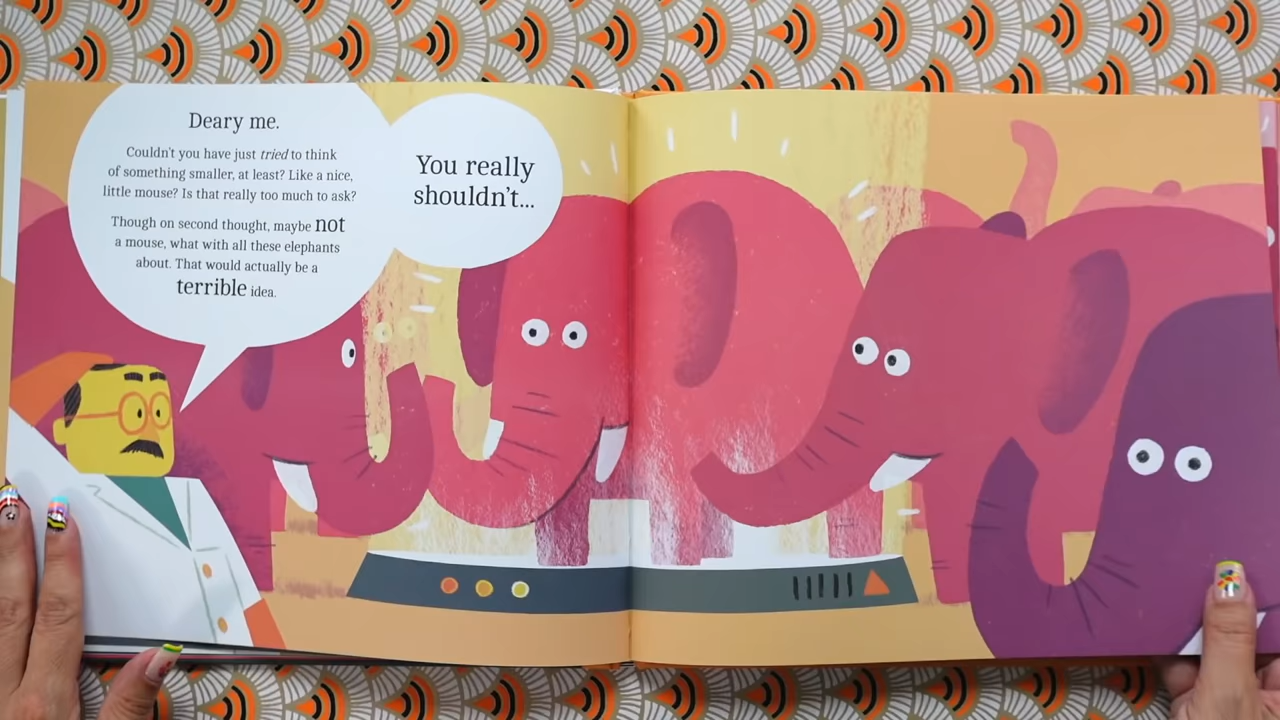 Deary me.
Couldn't you have just tried to think
of something smaller, at least? Like a nice,
little mouse? Is that really too much to ask?
Though on second thought, maybe not
a mouse, what with all these elephants
about. That would actually be a
terrible idea.
You really
shouldn't...